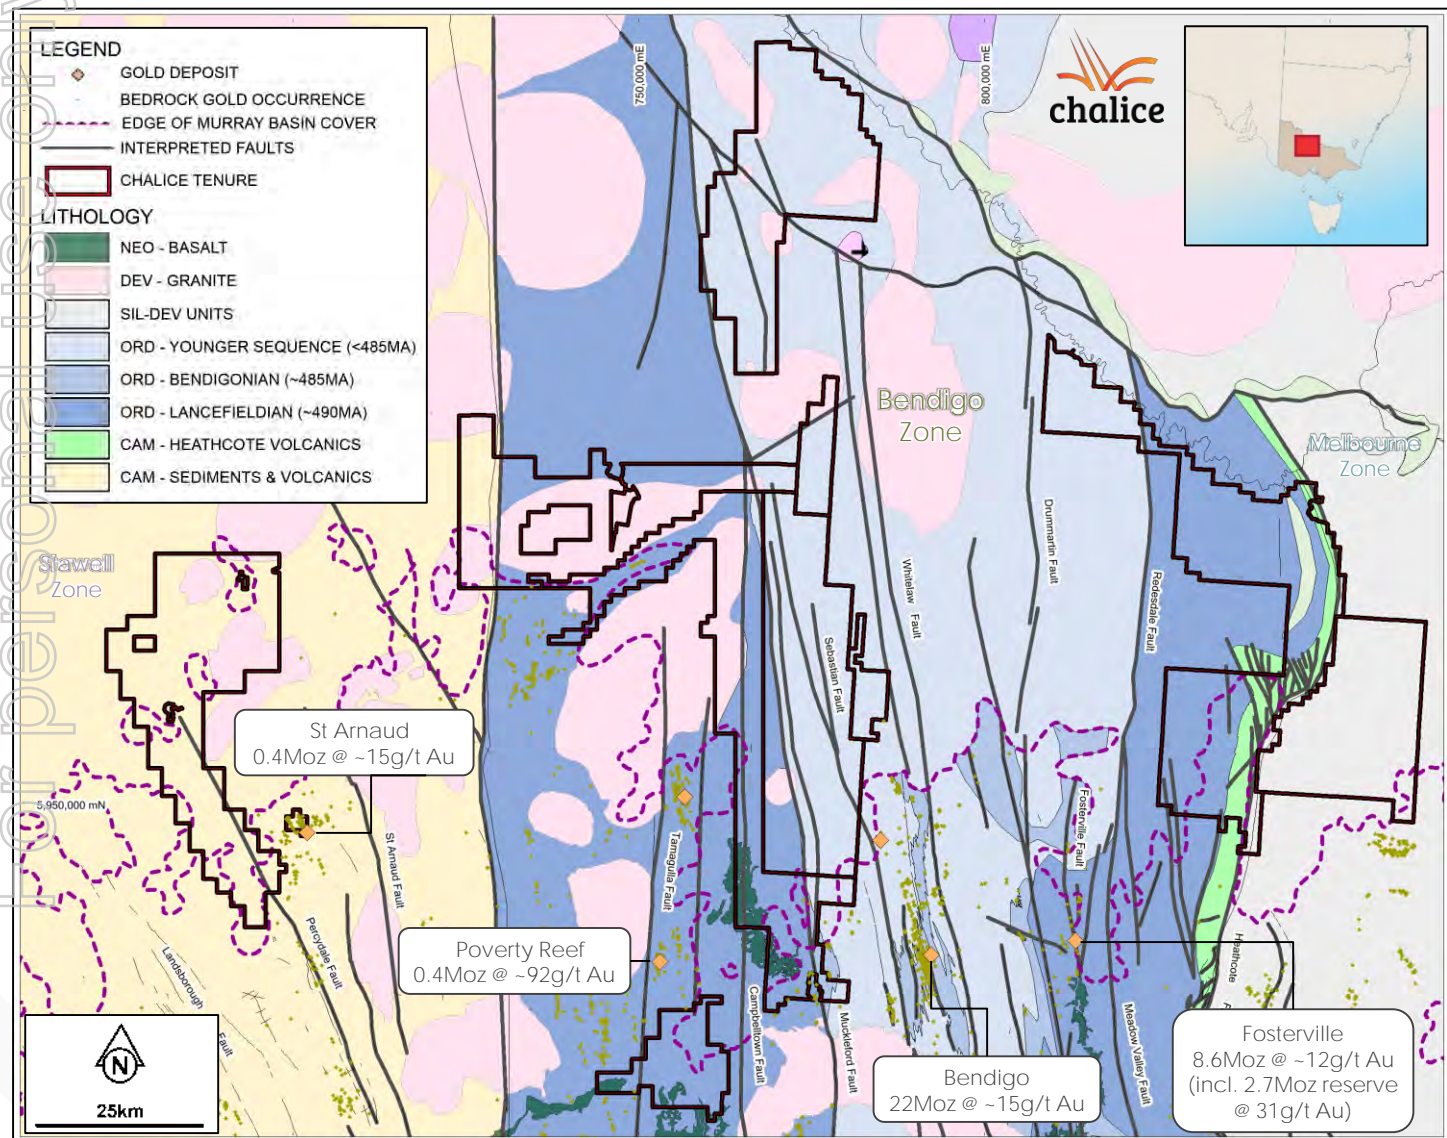 For personal use only
LEGEND
GOLD DEPOSIT
BEDROCK GOLD OCCURRENCE
EDGE OF MURRAY BASIN COVER
INTERPRETED FAULTS
CHALICE TENURE
LITHOLOGY
NEO - BASALT
DEV - GRANITE
SIL-DEV UNITS
ORD - YOUNGER SEQUENCE (<485MA)
ORD - BENDIGONIAN (~485MA)
ORD - LANCEFIELDIAN (~490MA)
CAM - HEATHCOTE VOLCANICS
CAM - SEDIMENTS & VOLCANICS
750,000 mE
800,000 mE
chalice
Bendigo
Zone
Melbourne
Zone
Stawell
Zone
Drummartin Fault
Whitelaw Fault
Redesdale Fault
Sebastian Fault
St Arnaud
0.4Moz @ ~15g/t Au
5,950,000 mN
Fosterville Fault
Tarnagulla Fault
St Arnaud Fault
Percydale Fault
Landsborough Fault
Poverty Reef
0.4Moz @ ~92g/t Au
Heathcote
Campbelltown Fault
Muckleford Fault
Meadow Valley Fault
Bendigo
22Moz @ ~15g/t Au
Fosterville
8.6Moz @ ~12g/t Au
(incl. 2.7Moz reserve
@ 31g/t Au)
N
25km